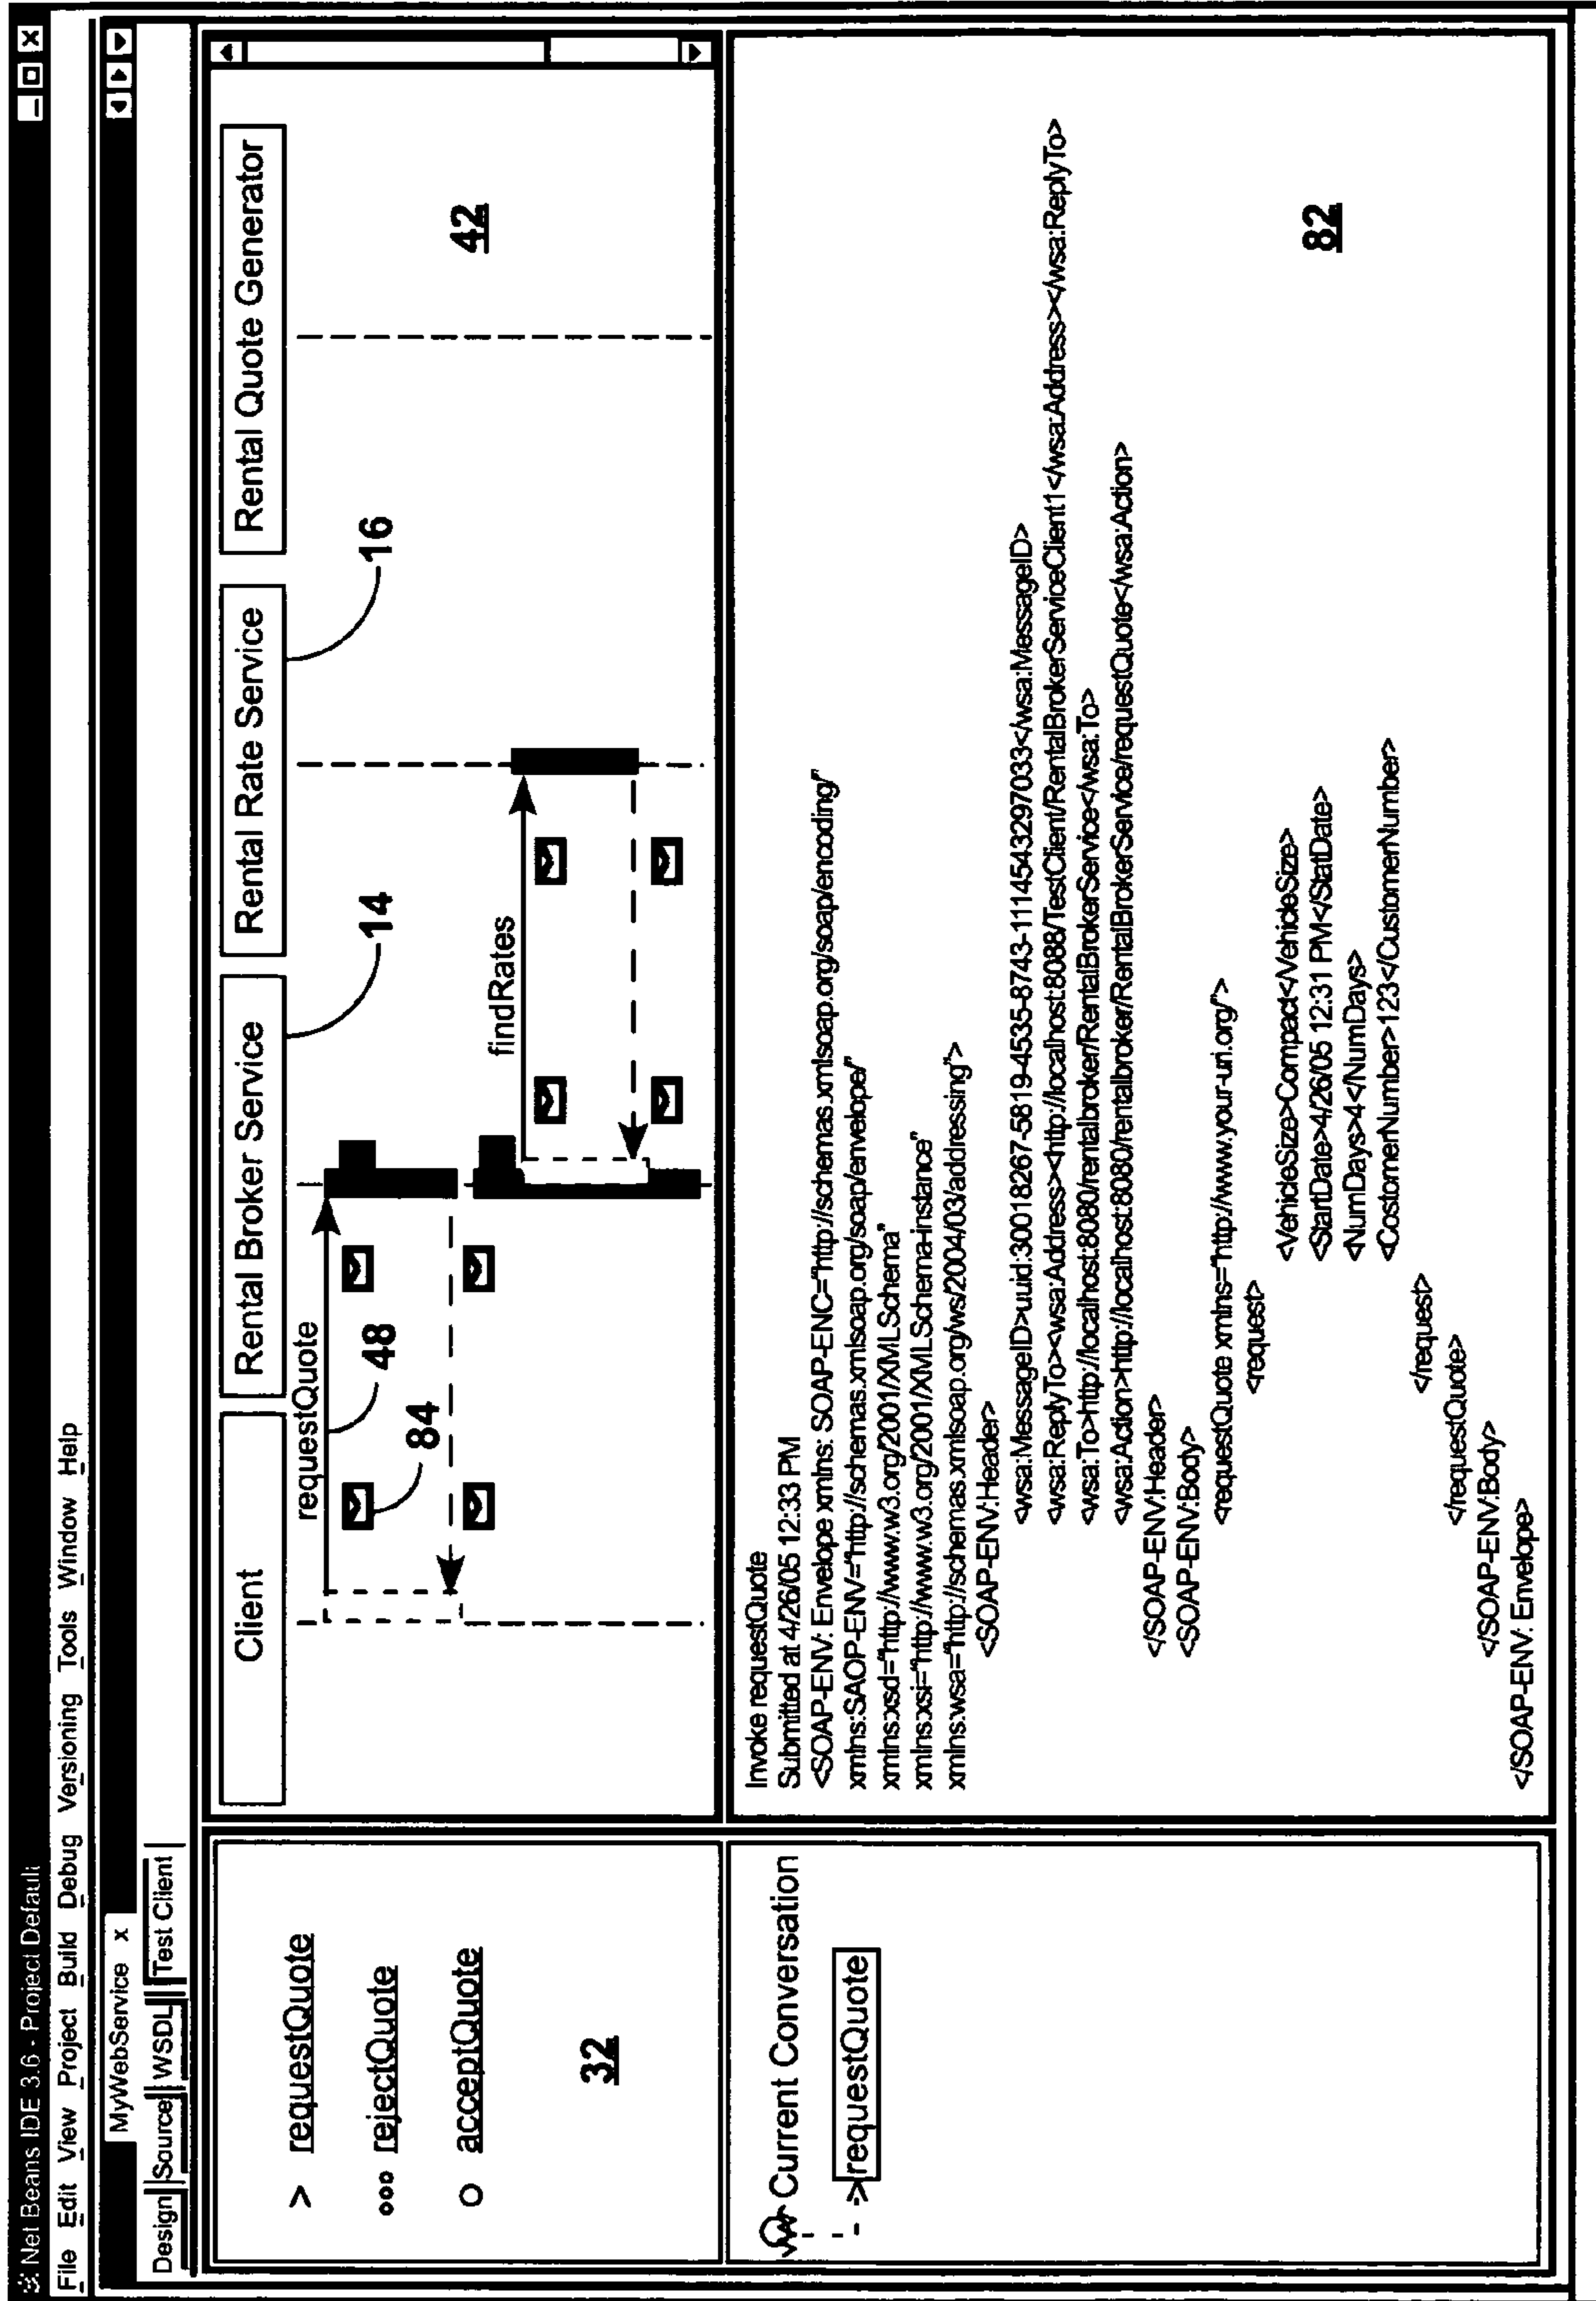 Net Beans IDE 3.6 - Project Default
File Edit View Project Build Debug Versioning Tools Window Help
MyWebService x
Design Source WSDL Test Client
> requestQuote
rejectQuote
acceptQuote
32
Client
Rental Broker Service
Rental Rate Service
Rental Quote Generator
14
16
requestQuote
48
84
findRates
42
Current Conversation
->requestQuote
Invoke requestQuote
Submitted at 4/26/05 12:33 PM
<SOAP-ENV: Envelope xmlns: SOAP-ENC="http://schemas.xmlsoap.org/soap/encoding/"
xmlns:SAOP-ENV="http://schemas.xmlsoap.org/soap/envelope/"
xmlns:xsd="http://www.w3.org/2001/XMLSchema"
xmlns:xsi="http://www.w3.org/2001/XMLSchema-instance"
xmlns:wsa="http://schemas.xmlsoap.org/ws/2004/03/addressing">
<SOAP-ENV:Header>
<wsa:MessageID>uuid:30018267-5819-4535-8743-1114543297033</wsa:MessageID>
<wsa:ReplyTo><wsa:Address><http://localhost:8088/TestClient/RentalBrokerServiceClient1</wsa:Address></wsa:ReplyTo>
<wsa:To>http://localhost:8080/rentalbroker/RentalBrokerService</wsa:To>
<wsa:Action>http://localhost:8080/rentalbroker/RentalBrokerService/requestQuote</wsa:Action>
</SOAP-ENV:Header>
<SOAP-ENV:Body>
<requestQuote xmlns="http://www.your-uri.org/">
<request>
<VehideSize>Compact</VehideSize>
<StartDate>4/26/05 12:31 PM</StatDate>
<NumDays>4</NumDays>
<CostomerNumber>123</CustomerNumber>
</request>
</requestQuote>
</SOAP-ENV:Body>
</SOAP-ENV: Envelope>
82